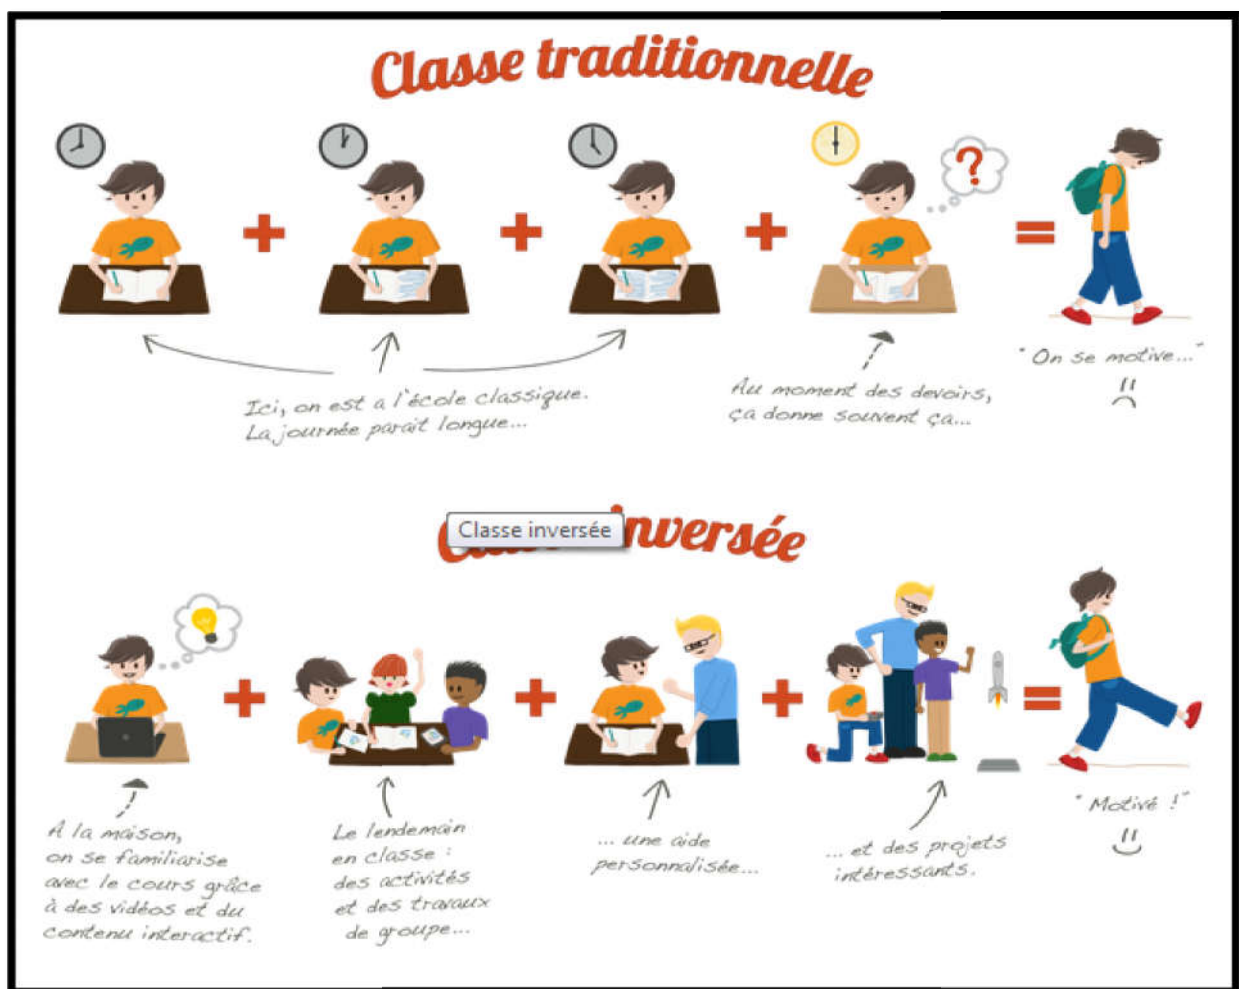 Classe traditionnelle
?
" On se motive..."
Ici, on est a l'école classique.
La journée parait longue...
Au moment des devoirs,
ça donne souvent ça...
Classe inversée
inversée
A la maison,
on se familiarise
avec le cours grâce
à des vidéos et du
contenu interactif.
Le lendemain
en classe :
des activités
et des travaux
de groupe...
... une aide
personnalisée...
... et des projets
intéressants.
" Motivé !"